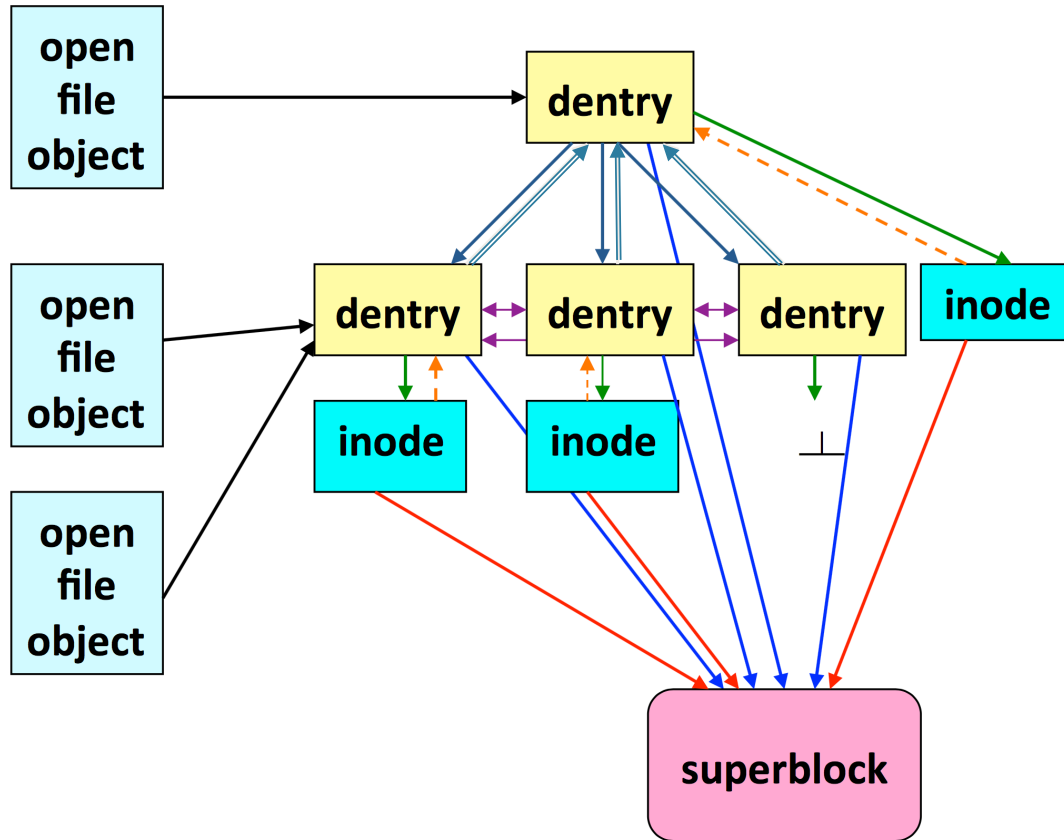 open
file
object
dentry
open
file
object
dentry
dentry
dentry
inode
inode
inode
open
file
object
superblock